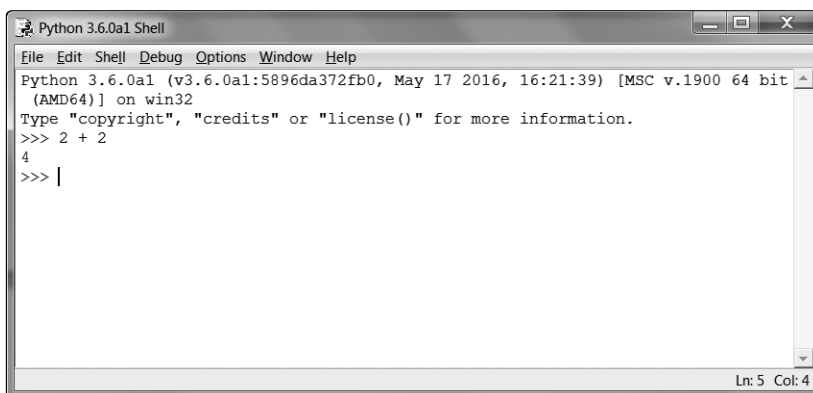 Python 3.6.0a1 Shell
File Edit Shell Debug Options Window Help
Python 3.6.0a1 (v3.6.0a1:5896da372fb0, May 17 2016, 16:21:39) [MSC v.1900 64 bit
(AMD64)] on win32
Type "copyright", "credits" or "license()" for more information.
>>> 2 + 2
4
>>>
Ln: 5 Col: 4